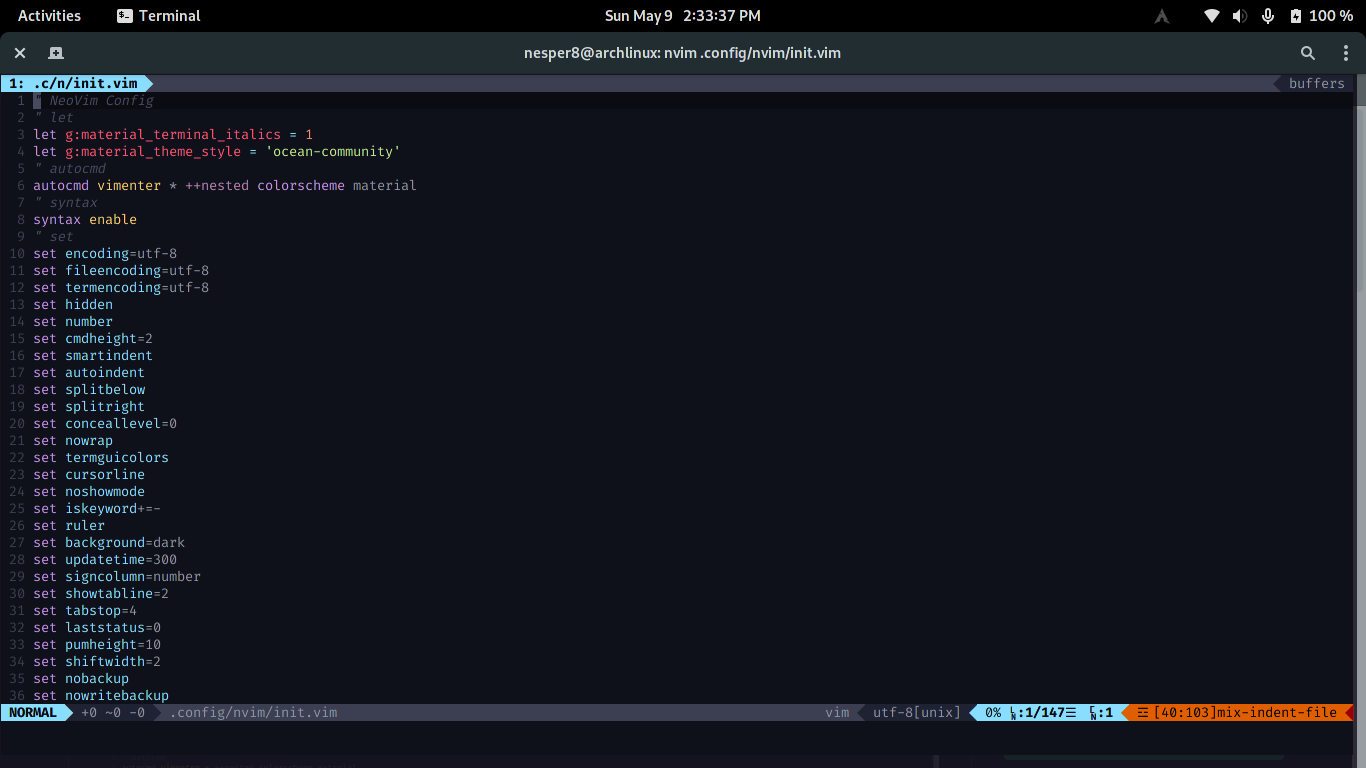 Activities Terminal Sun May 9 2:33:37 PM 100 %
nesper8@archlinux: nvim .config/nvim/init.vim
1: .c/n/init.vim buffers
1 " NeoVim Config
2 " let
3 let g:material_terminal_italics = 1
4 let g:material_theme_style = 'ocean-community'
5 " autocmd
6 autocmd vimenter * ++nested colorscheme material
7 " syntax
8 syntax enable
9 " set
10 set encoding=utf-8
11 set fileencoding=utf-8
12 set termencoding=utf-8
13 set hidden
14 set number
15 set cmdheight=2
16 set smartindent
17 set autoindent
18 set splitbelow
19 set splitright
20 set conceallevel=0
21 set nowrap
22 set termguicolors
23 set cursorline
24 set noshowmode
25 set iskeyword+=-
26 set ruler
27 set background=dark
28 set updatetime=300
29 set signcolumn=number
30 set showtabline=2
31 set tabstop=4
32 set laststatus=0
33 set pumheight=10
34 set shiftwidth=2
35 set nobackup
36 set nowritebackup
NORMAL +0 ~0 -0 .config/nvim/init.vim vim utf-8[unix] 0% ㏑:1/147☰ ℅:1 ☲ [40:103]mix-indent-file